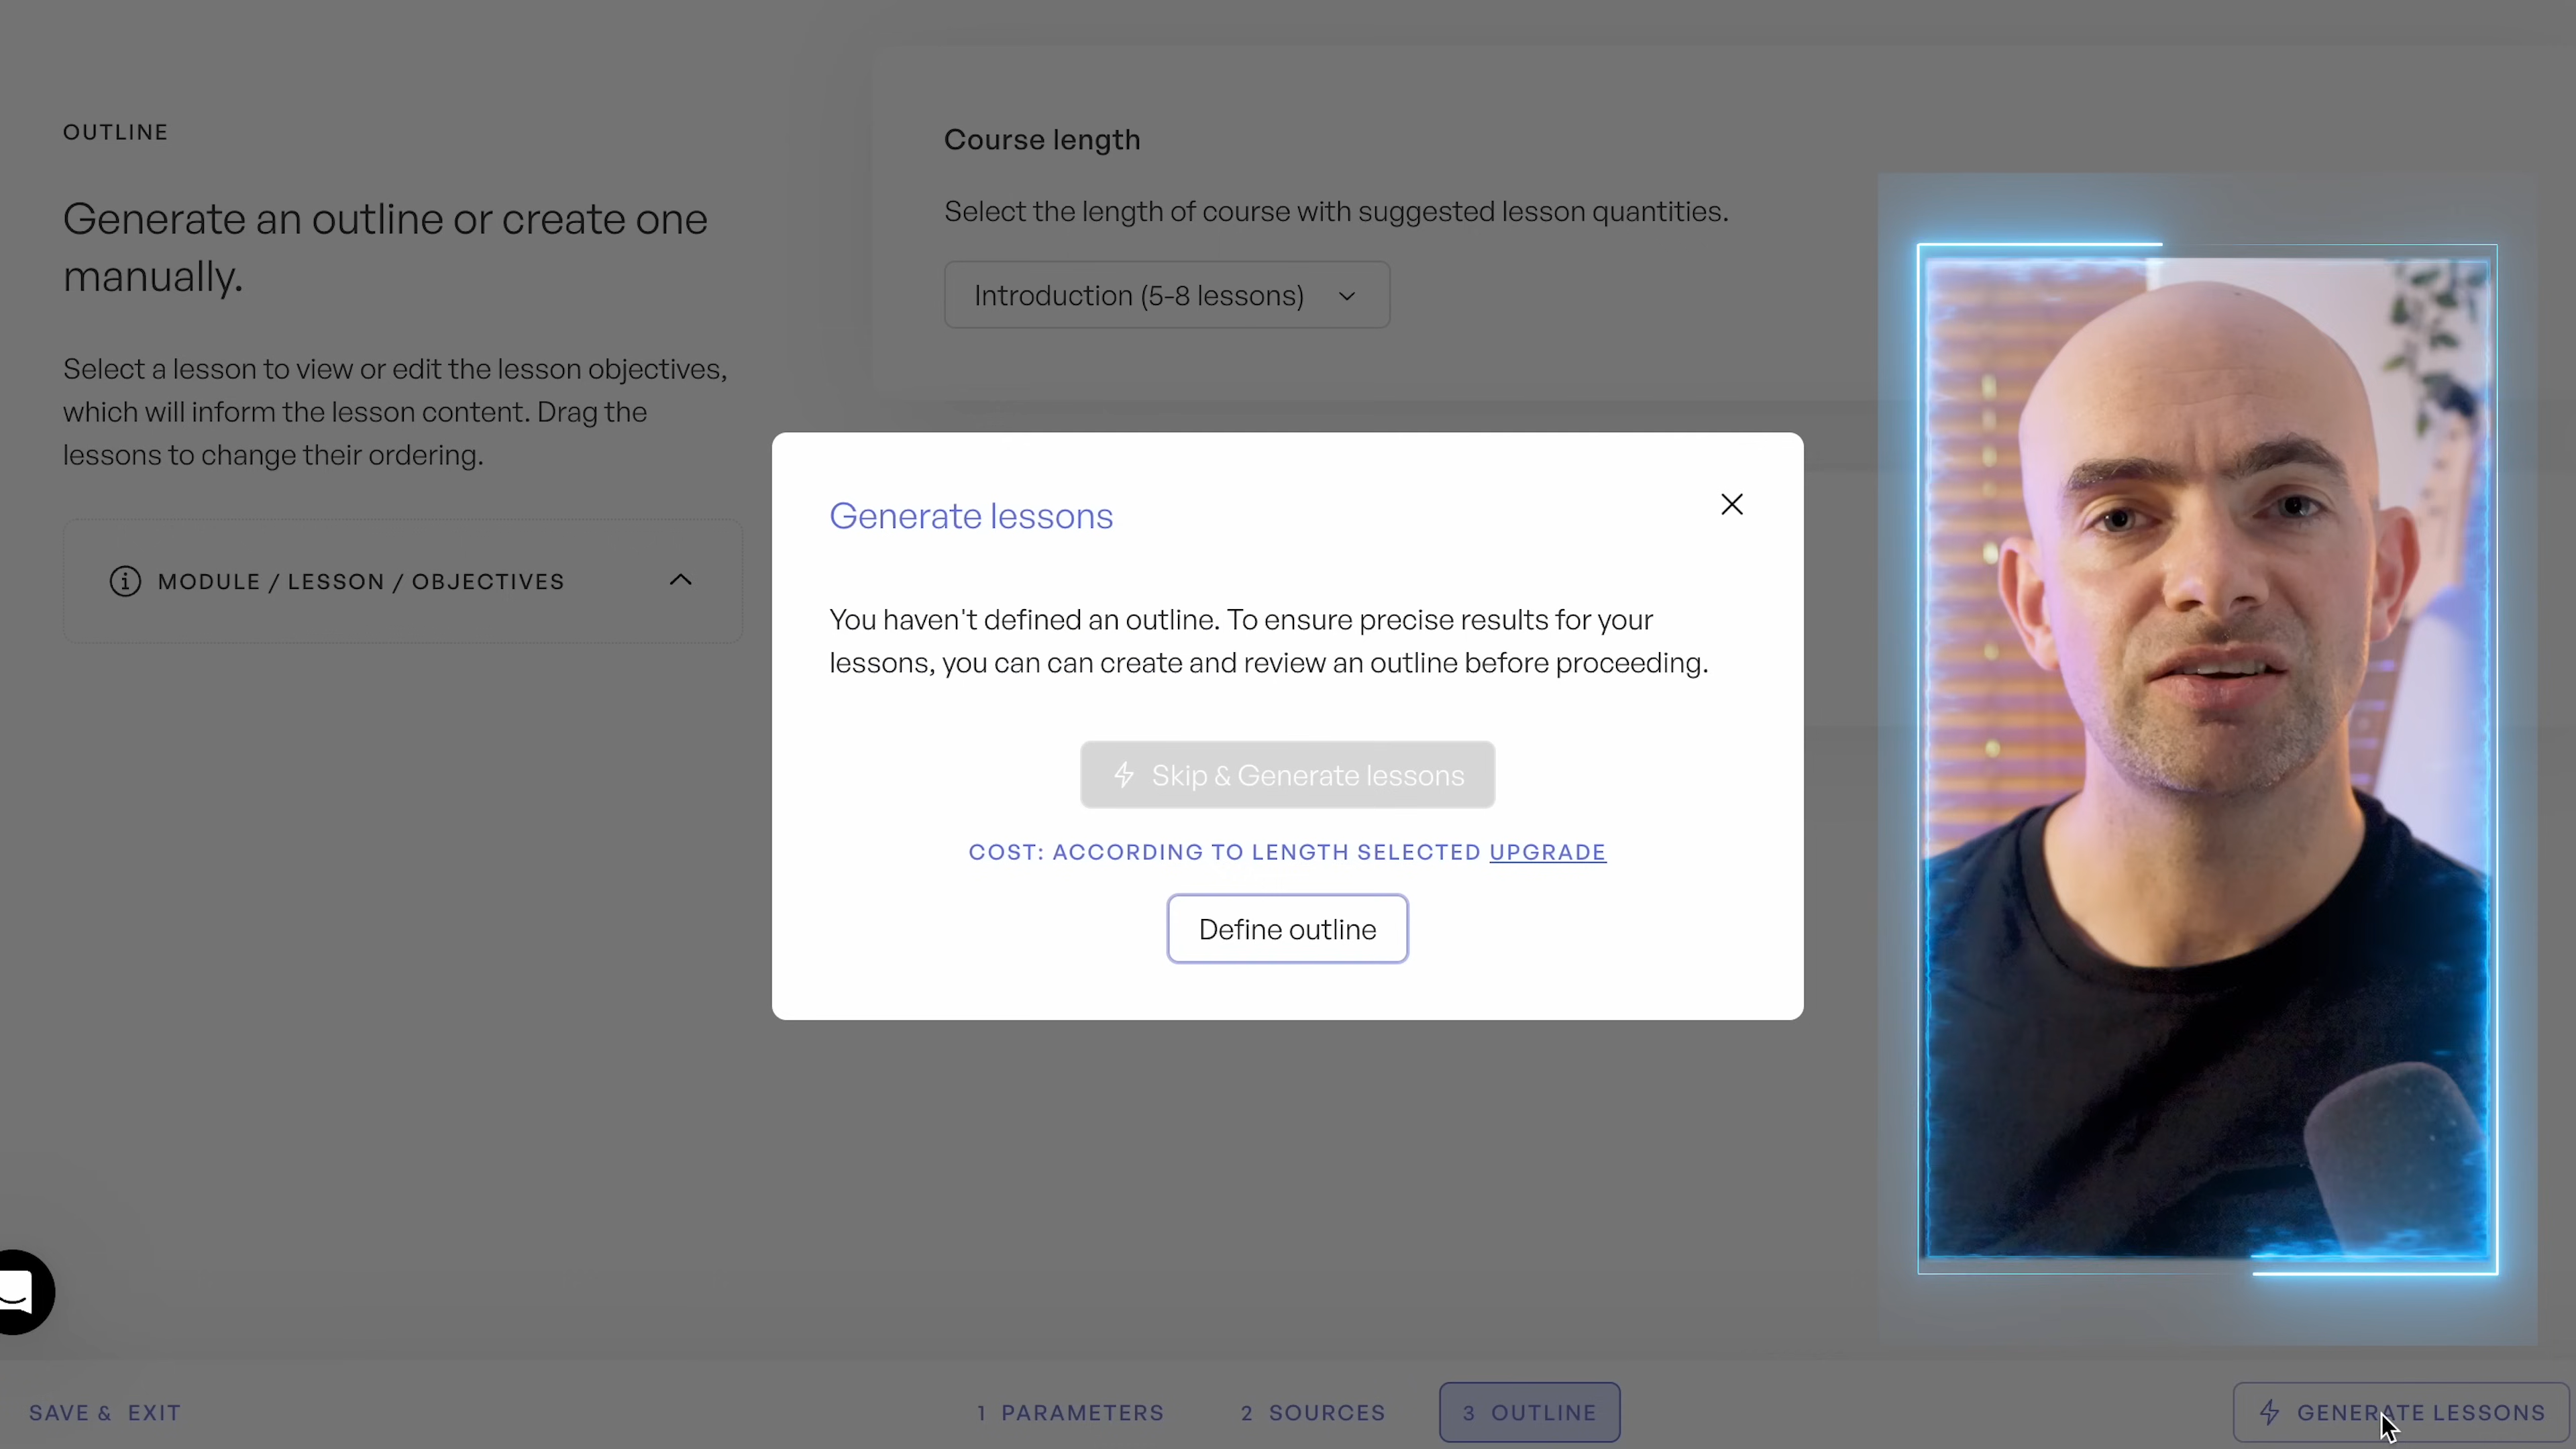 OUTLINE
Generate an outline or create one
manually.
Select a lesson to view or edit the lesson objectives,
which will inform the lesson content. Drag the
lessons to change their ordering.
MODULE / LESSON / OBJECTIVES
Course length
Select the length of course with suggested lesson quantities.
Introduction (5-8 lessons)
Generate lessons
You haven't defined an outline. To ensure precise results for your
lessons, you can can create and review an outline before proceeding.
Skip & Generate lessons
COST: ACCORDING TO LENGTH SELECTED UPGRADE
Define outline
SAVE & EXIT
1 PARAMETERS
2 SOURCES
3 OUTLINE
GENERATE LESSONS